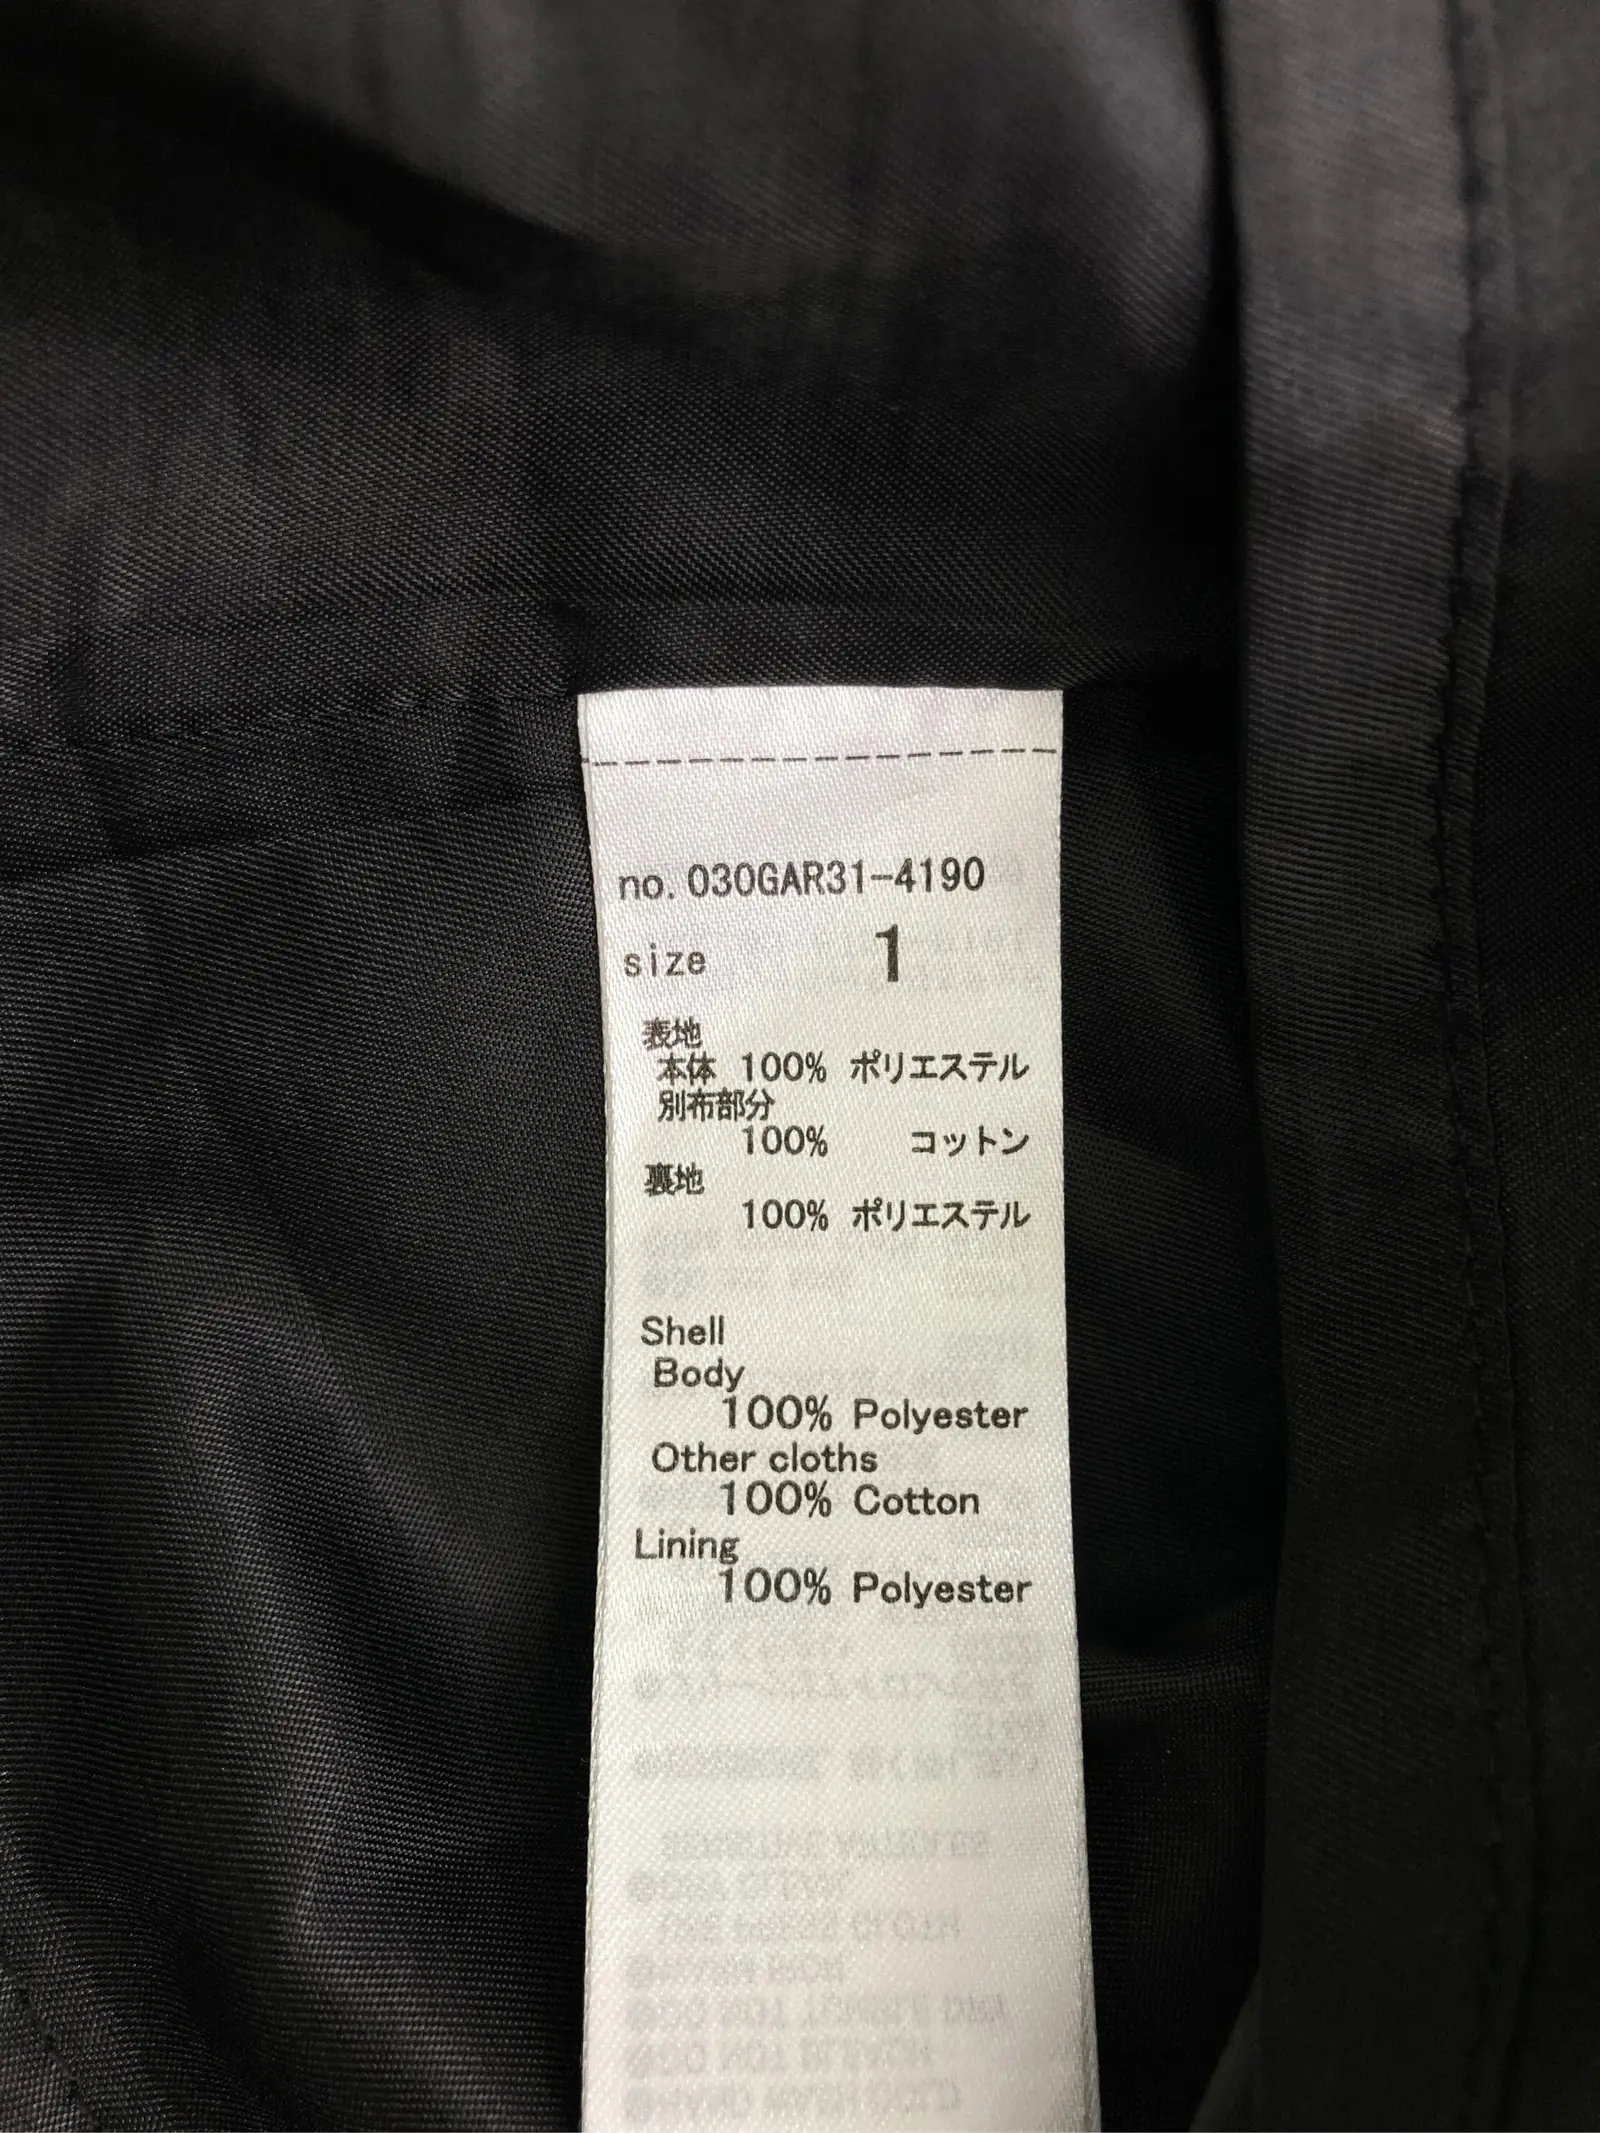 no. 030GAR31-4190
size 1
表地
本体 100% ポリエステル
別布部分
100% コットン
裏地
100% ポリエステル
Shell
Body
100% Polyester
Other cloths
100% Cotton
Lining
100% Polyester